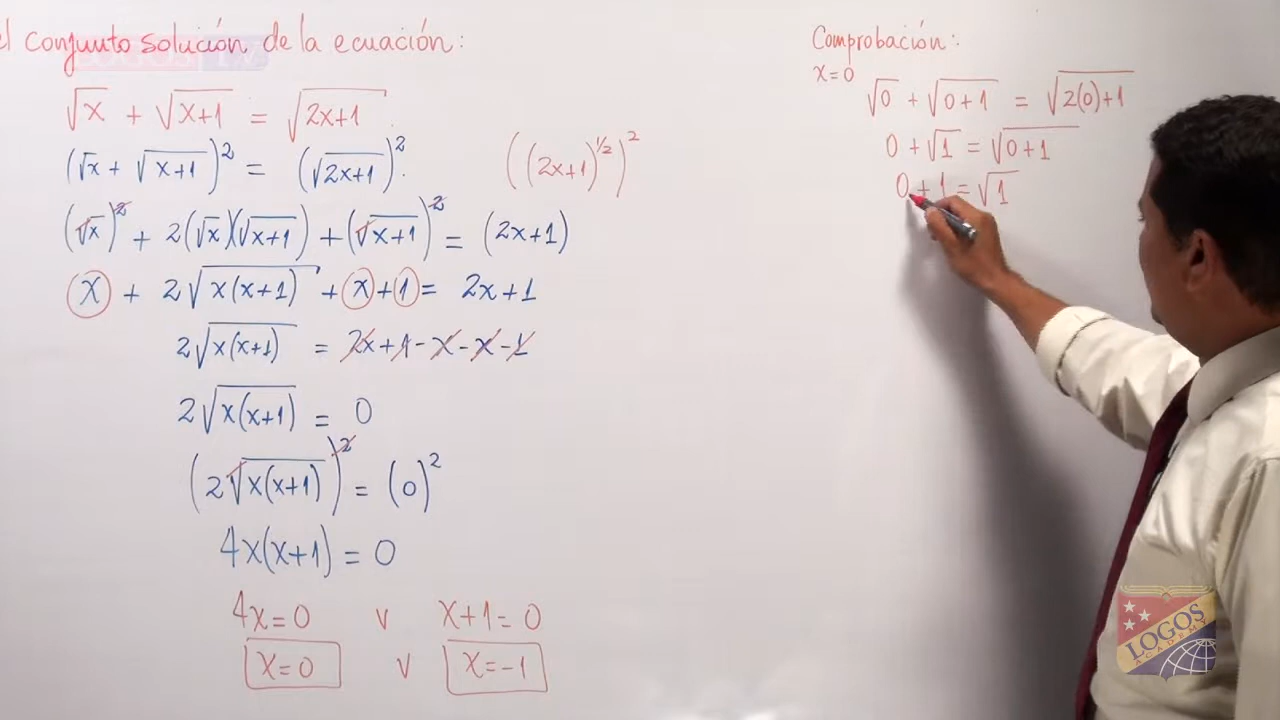 el conjunto solución de la ecuación:
√x + √(x+1) = √(2x+1)
(√x + √(x+1))² = (√(2x+1))².
((2x+1)^(1/2))²
(√x)² + 2(√x)(√(x+1)) + (√(x+1))² = (2x+1)
x + 2√(x(x+1)) + x + 1 = 2x+1
2√(x(x+1)) = 2x+1-x-x-1
2√(x(x+1)) = 0
(2√(x(x+1)))² = (0)²
4x(x+1) = 0
4x=0 v x+1=0
x=0 v x=-1
Comprobación:
x=0
√0 + √(0+1) = √(2(0)+1)
0 + √1 = √(0+1)
0+1=√1
LOGOS
ACADEMY